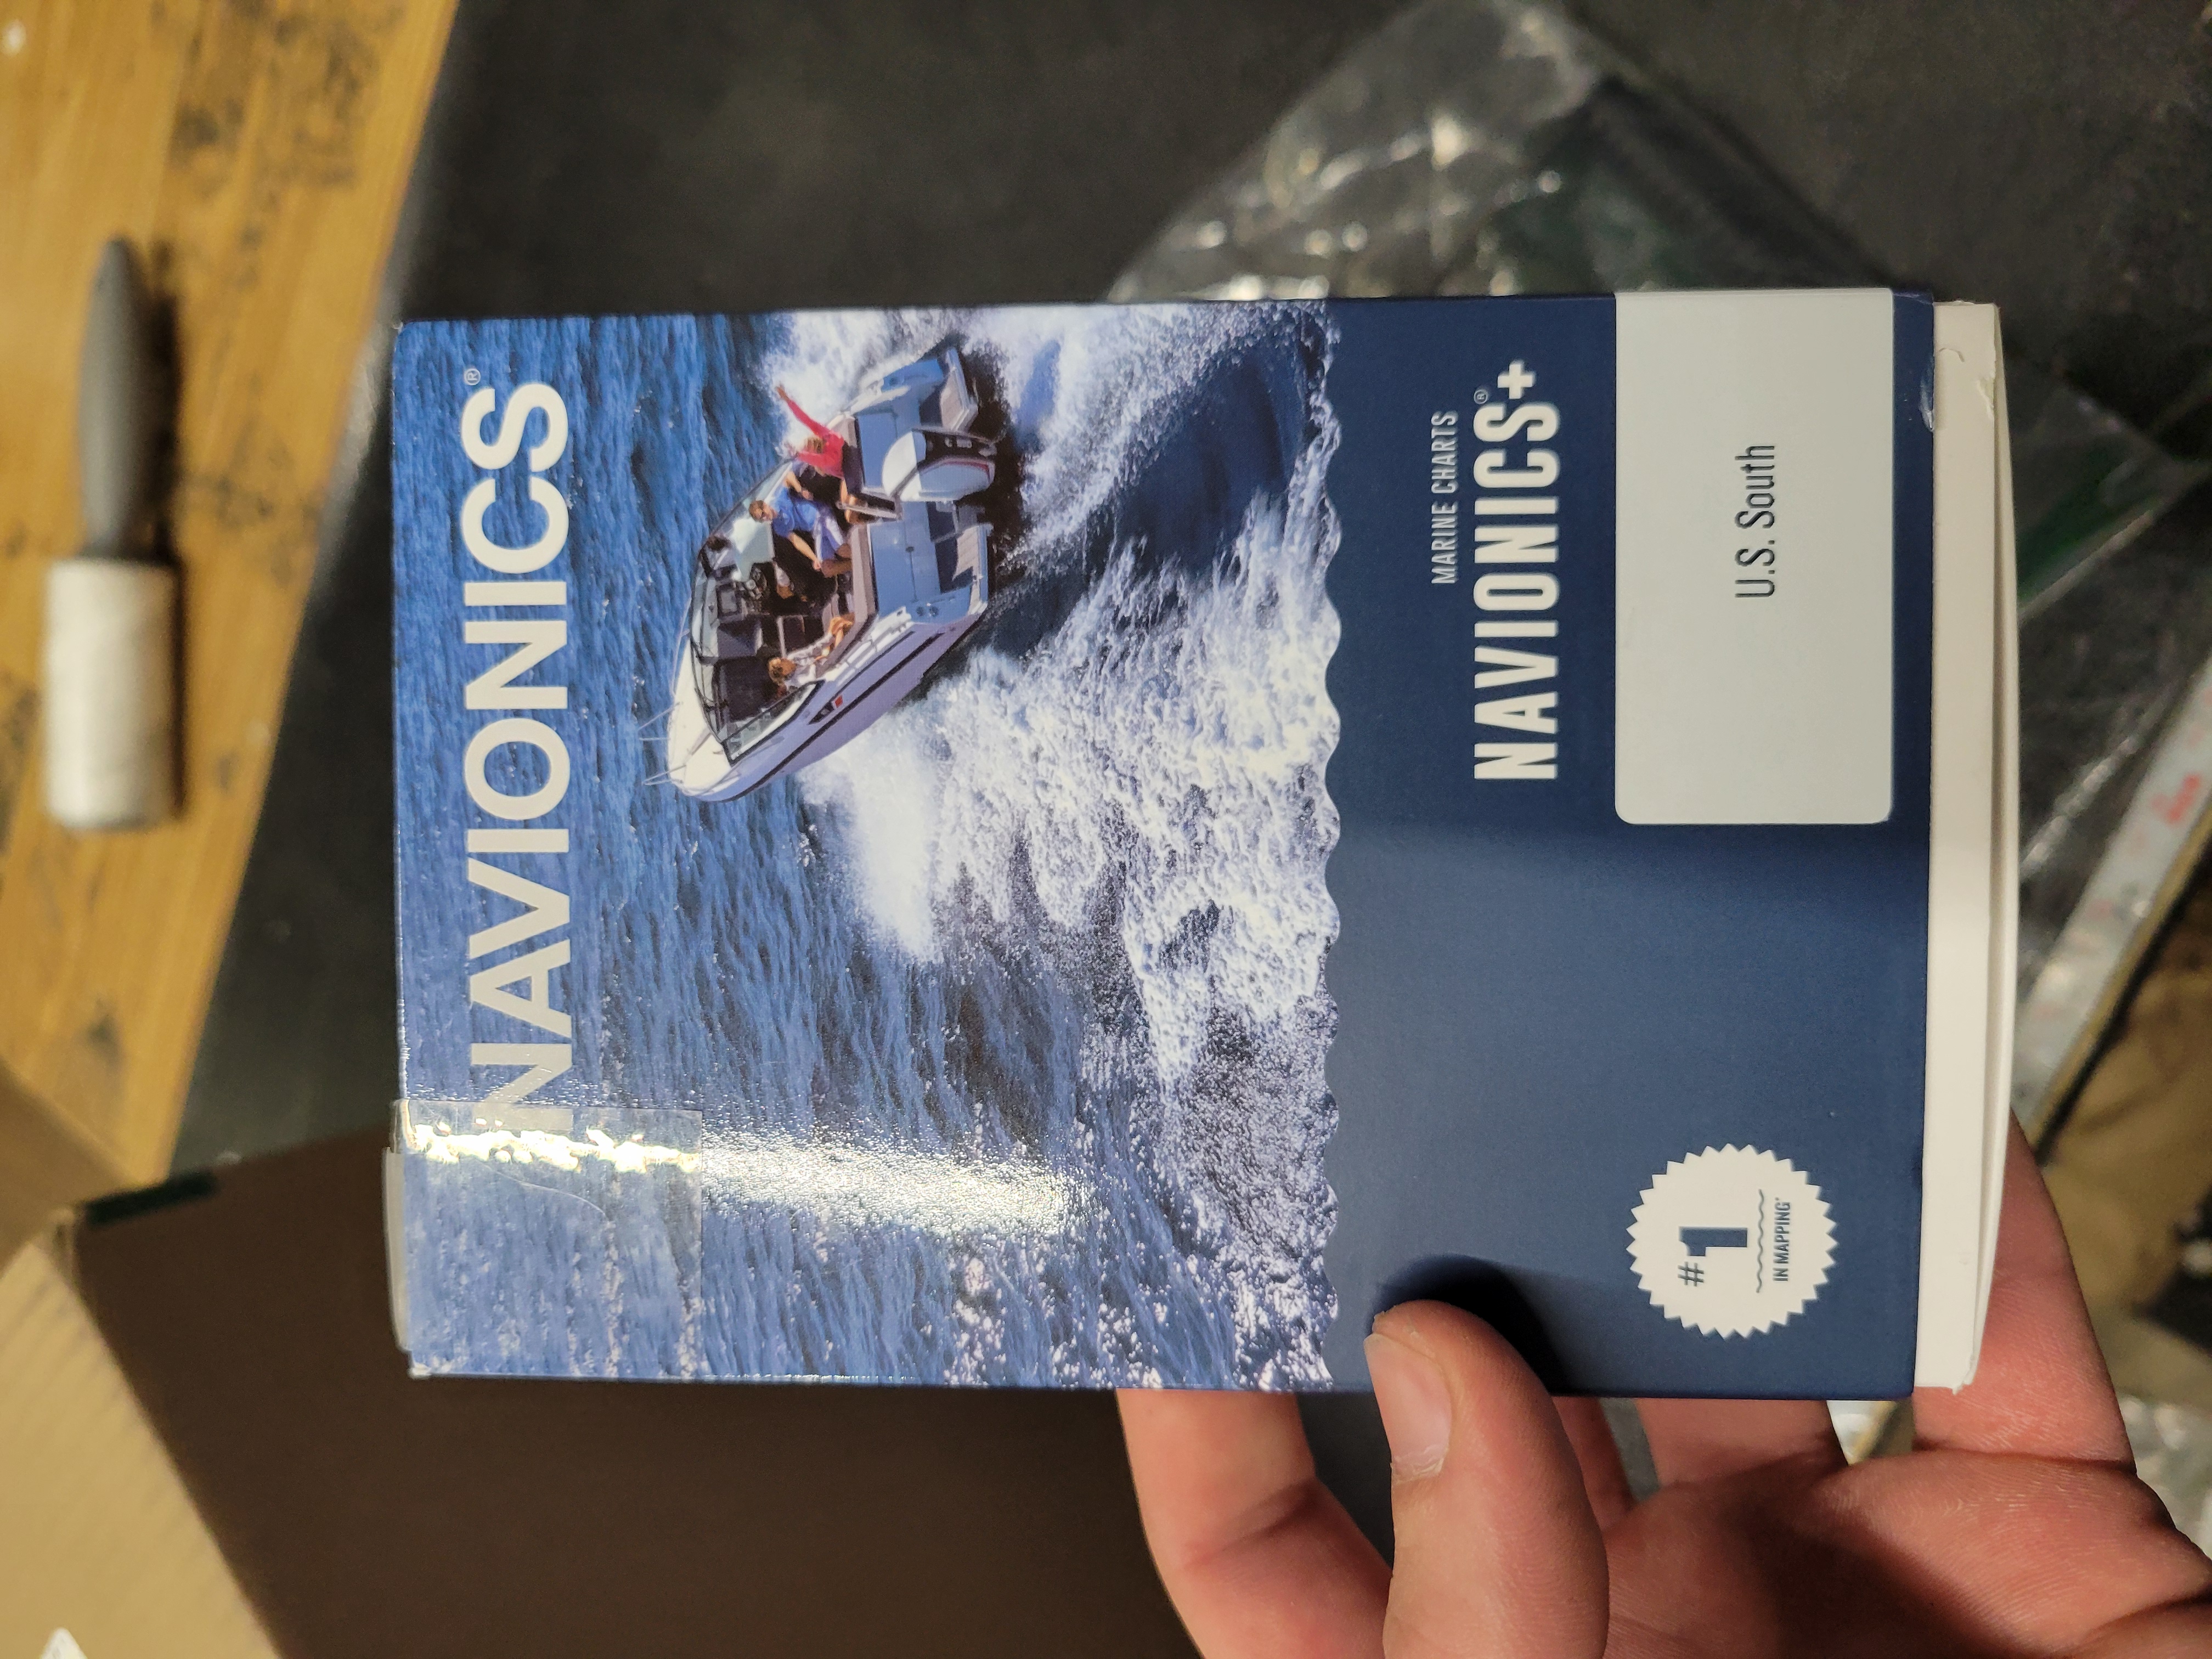 NAVIONICS®
MARINE CHARTS
NAVIONICS®+
U.S. South
#1
IN MAPPING*